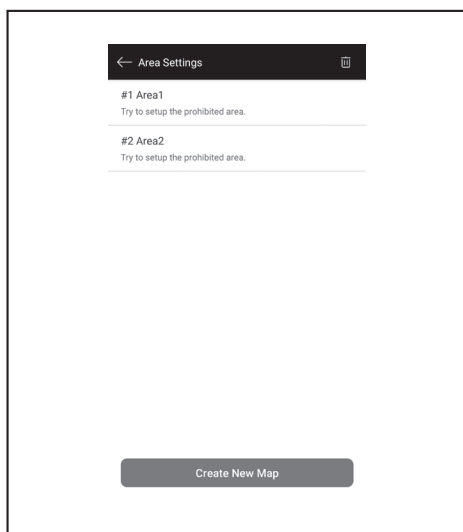 Area Settings
#1 Area1
Try to setup the prohibited area.
#2 Area2
Try to setup the prohibited area.
Create New Map